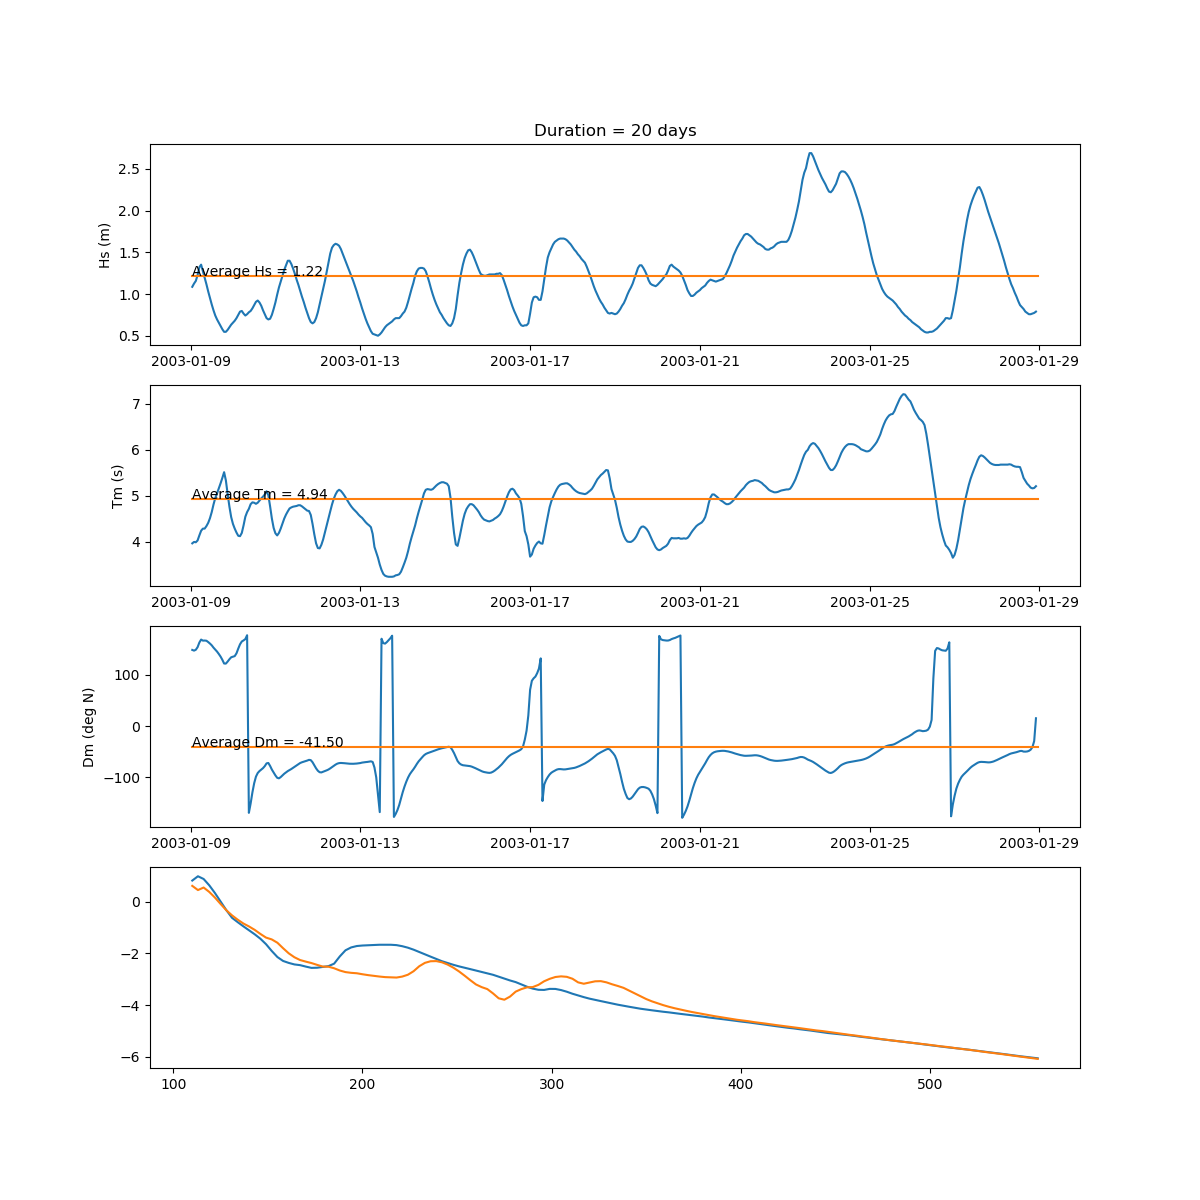 Duration = 20 days
Hs (m)
2.5
2.0
1.5
1.0
0.5
Average Hs = 1.22
2003-01-09 2003-01-13 2003-01-17 2003-01-21 2003-01-25 2003-01-29
Tm (s)
7
6
5
4
Average Tm = 4.94
2003-01-09 2003-01-13 2003-01-17 2003-01-21 2003-01-25 2003-01-29
Dm (deg N)
100
0
−100
Average Dm = -41.50
2003-01-09 2003-01-13 2003-01-17 2003-01-21 2003-01-25 2003-01-29
0
−2
−4
−6
100 200 300 400 500